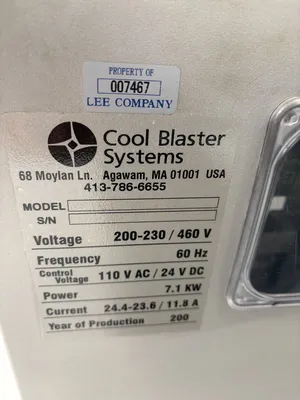 PROPERTY OF
007467
LEE COMPANY
Cool Blaster
Systems
68 Moylan Ln. Agawam, MA 01001 USA
413-786-6655
MODEL
S/N
Voltage 200-230 / 460 V
Frequency 60 Hz
Control Voltage 110 V AC / 24 V DC
Power 7.1 KW
Current 24.4-23.6 / 11.8 A
Year of Production 200